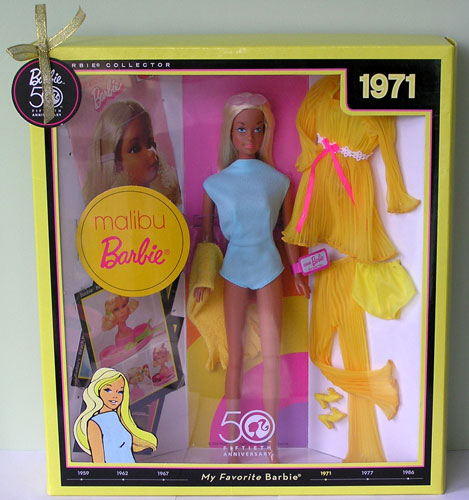 BARBIE® COLLECTOR
Barbie™
50
FIFTIETH
ANNIVERSARY
1971
Barbie
malibu
Barbie®
50
FIFTIETH
ANNIVERSARY
My Favorite Barbie®
1959 1962 1967 1971 1977 1986